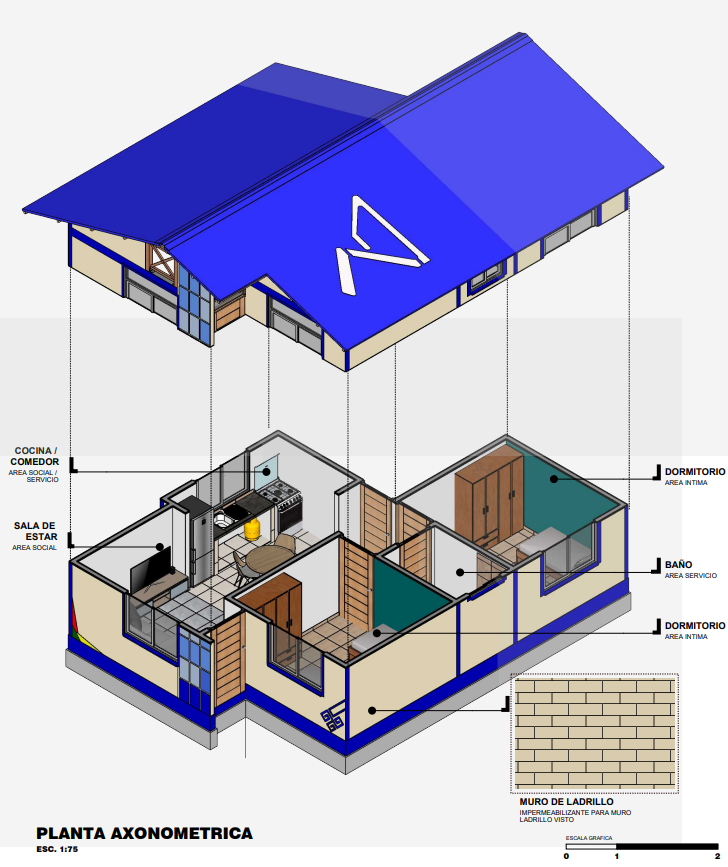 COCINA /
COMEDOR
AREA SOCIAL /
SERVICIO
SALA DE
ESTAR
AREA SOCIAL
DORMITORIO
AREA INTIMA
BAÑO
AREA SERVICIO
DORMITORIO
AREA INTIMA
MURO DE LADRILLO
IMPERMEABILIZANTE PARA MURO
LADRILLO VISTO
PLANTA AXONOMETRICA
ESC. 1:75
ESCALA GRAFICA
0 1 2